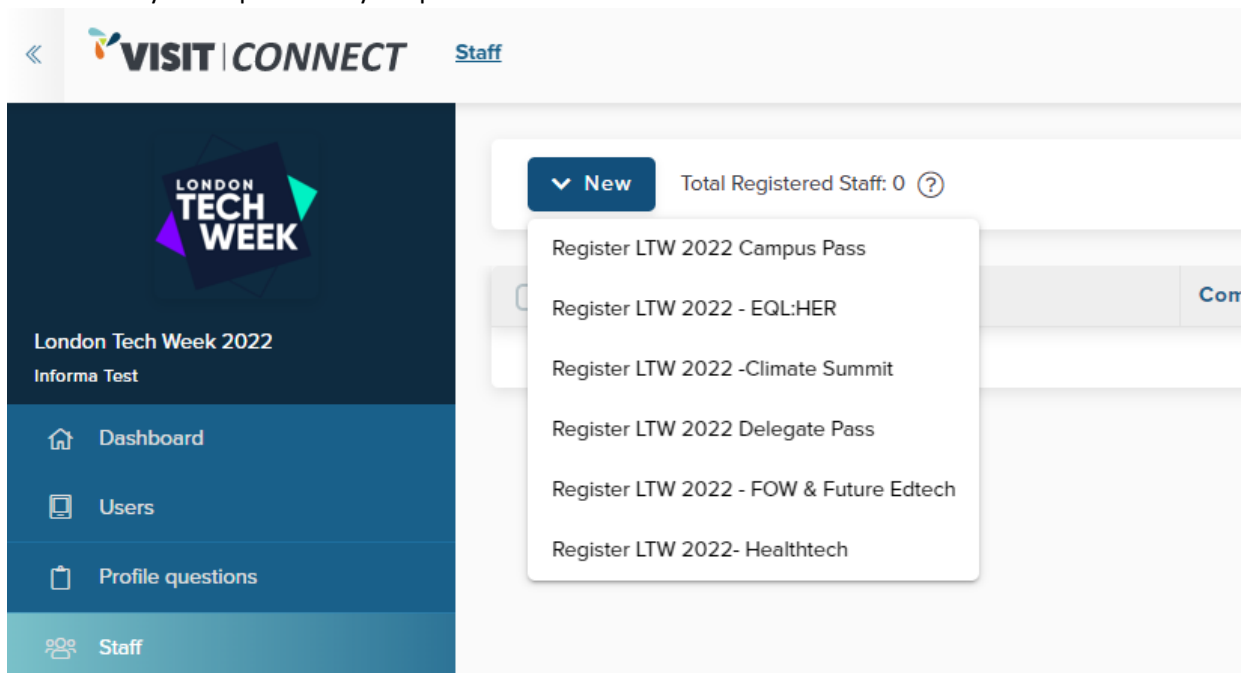 « VISIT | CONNECT Staff
LONDON
TECH
WEEK
London Tech Week 2022
Informa Test
Dashboard
Users
Profile questions
Staff
New Total Registered Staff: 0 ?
Register LTW 2022 Campus Pass
Register LTW 2022 - EQL:HER
Register LTW 2022 -Climate Summit
Register LTW 2022 Delegate Pass
Register LTW 2022 - FOW & Future Edtech
Register LTW 2022- Healthtech
Com